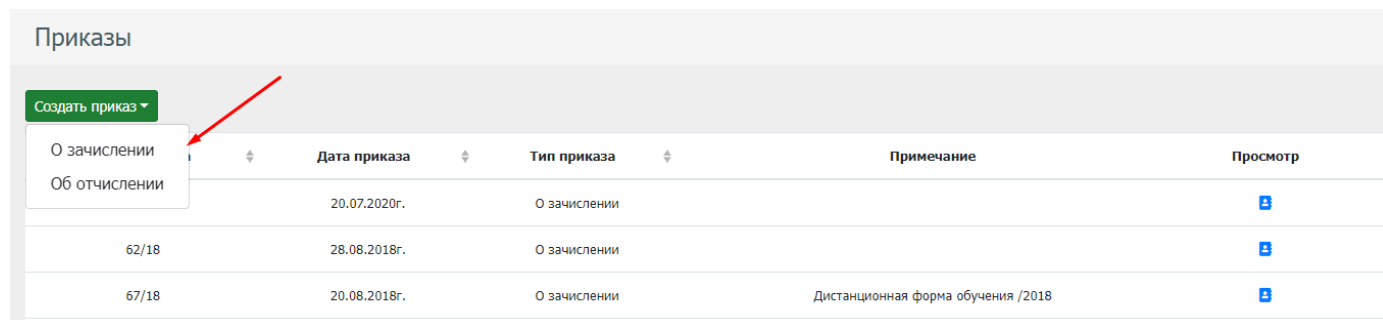 Приказы
Создать приказ
О зачислении
Об отчислении
Дата приказа Тип приказа Примечание Просмотр
20.07.2020г. О зачислении
62/18 28.08.2018г. О зачислении
67/18 20.08.2018г. О зачислении Дистанционная форма обучения /2018